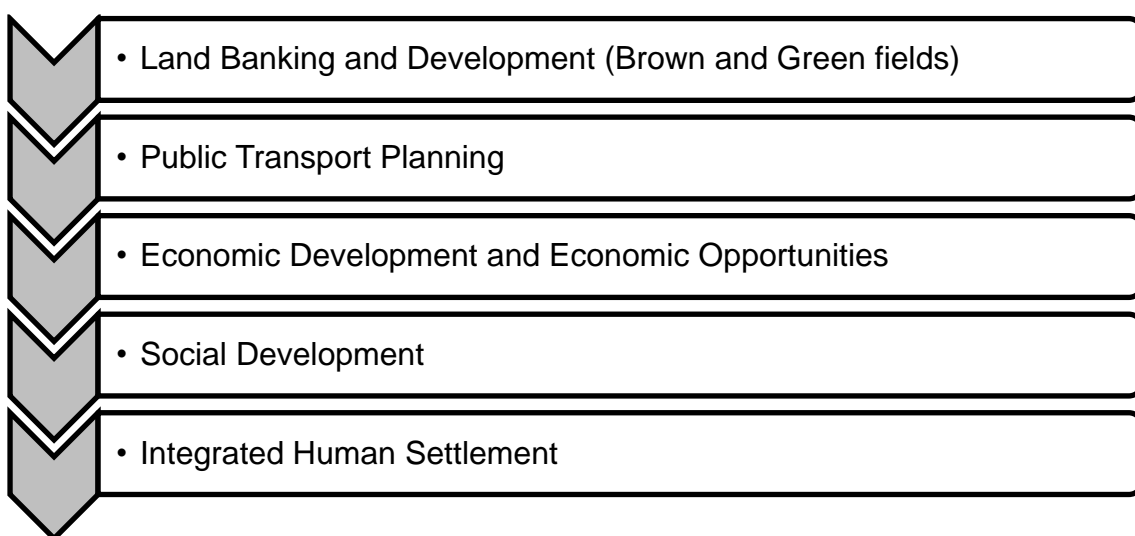 • Land Banking and Development (Brown and Green fields)
• Public Transport Planning
• Economic Development and Economic Opportunities
• Social Development
• Integrated Human Settlement